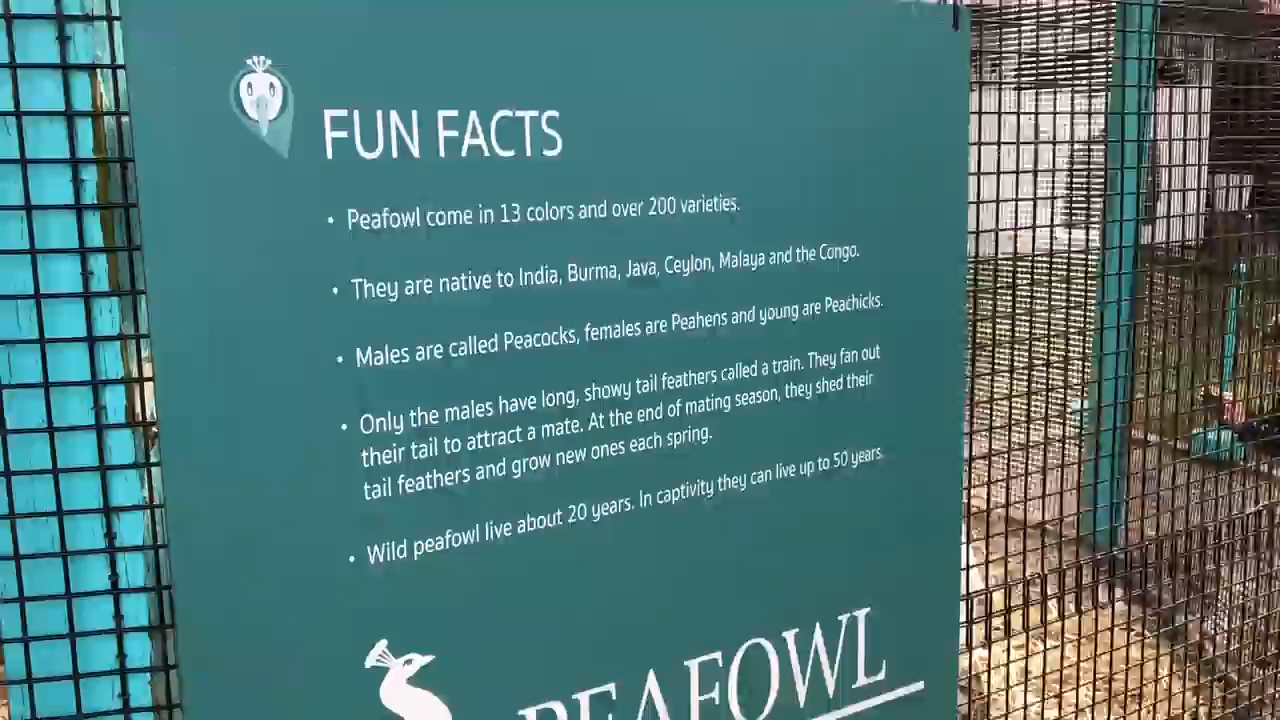 FUN FACTS
• Peafowl come in 13 colors and over 200 varieties.
• They are native to India, Burma, Java, Ceylon, Malaya and the Congo.
• Males are called Peacocks, females are Peahens and young are Peachicks.
• Only the males have long, showy tail feathers called a train. They fan out
their tail to attract a mate. At the end of mating season, they shed their
tail feathers and grow new ones each spring.
• Wild peafowl live about 20 years. In captivity they can live up to 50 years.
PEAFOWL